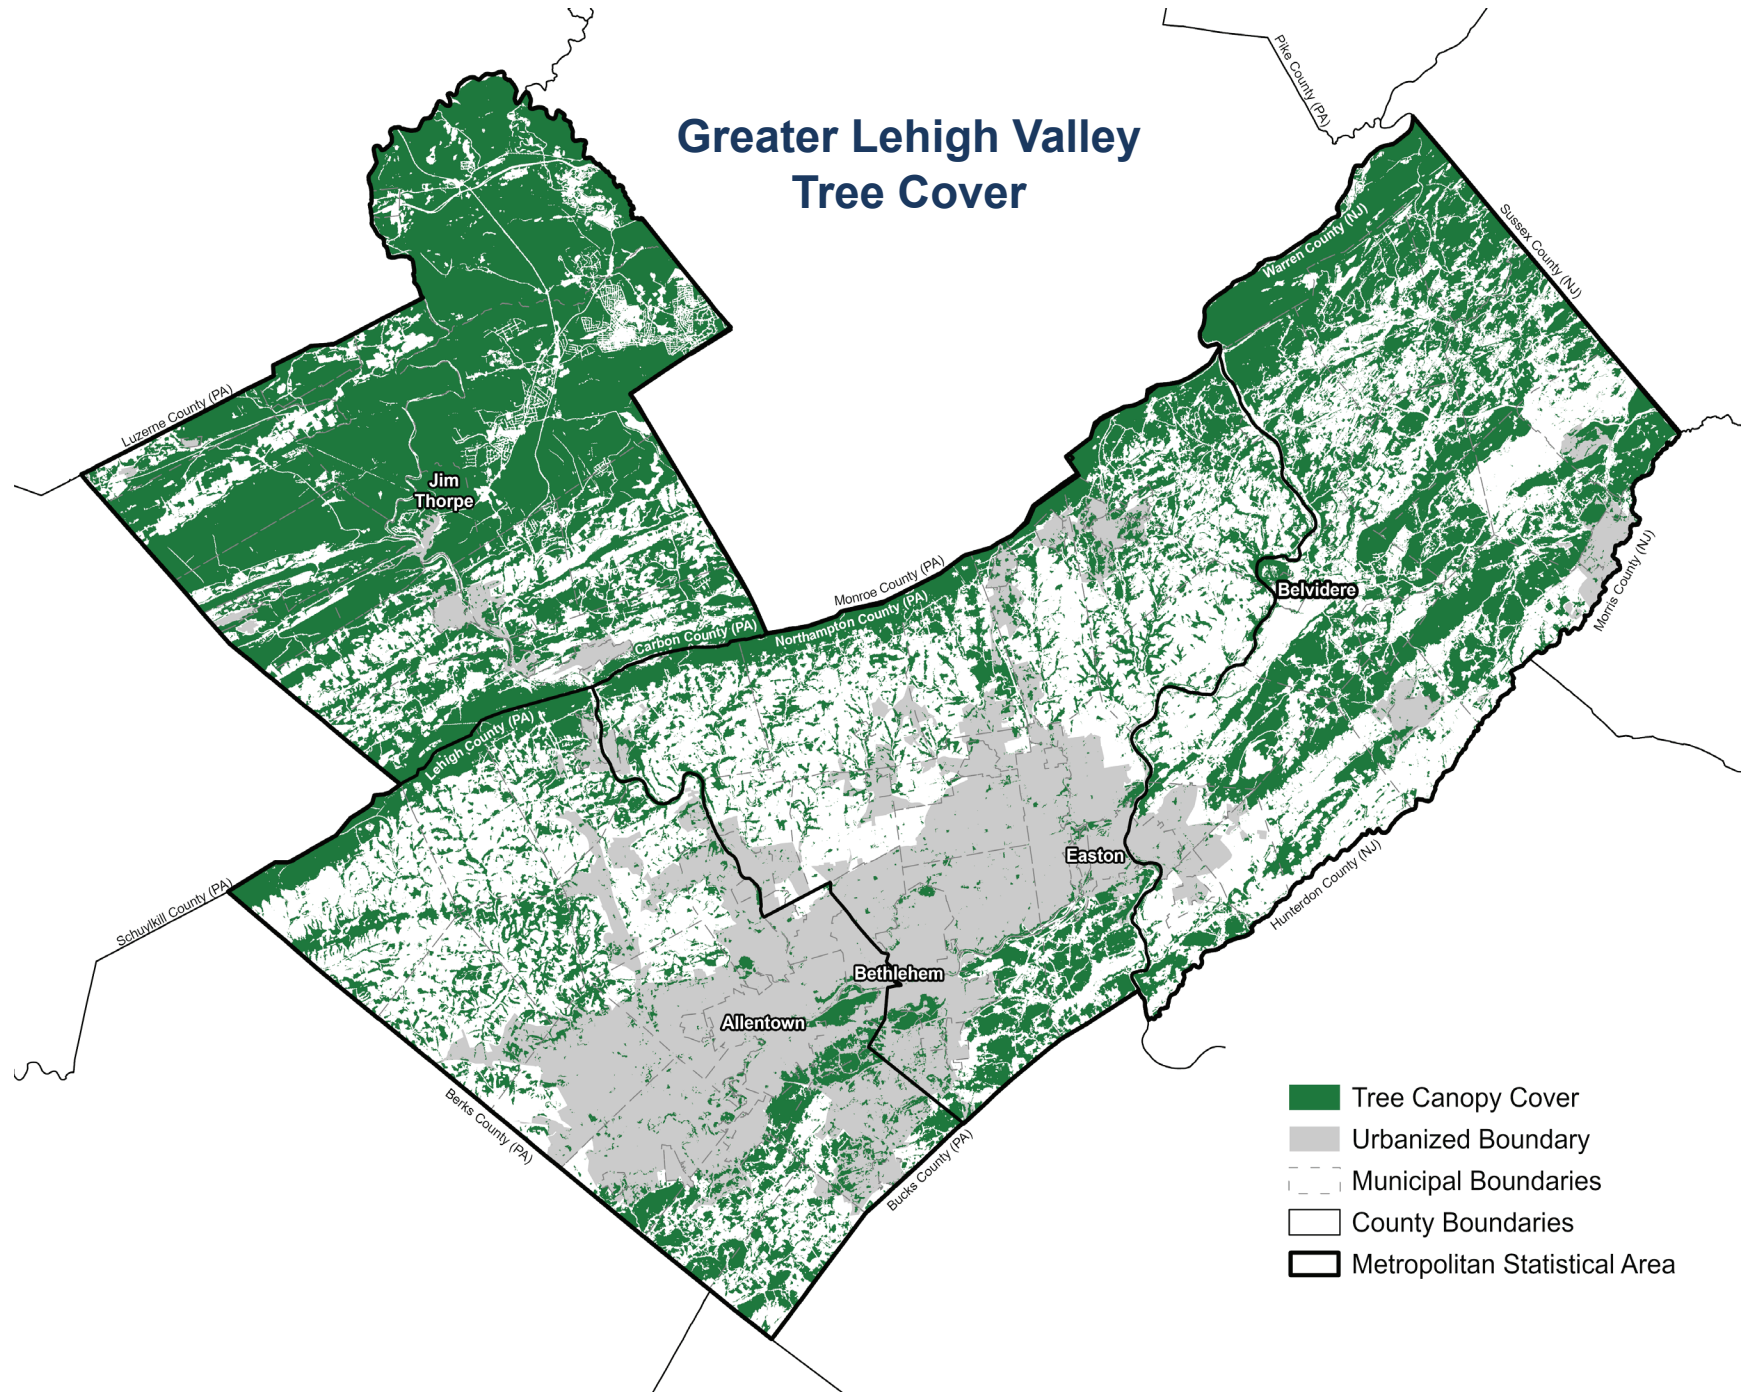 Greater Lehigh Valley
Tree Cover
Pike County (PA)
Sussex County (NJ)
Warren County (NJ)
Luzerne County (PA)
Jim
Thorpe
Monroe County (PA)
Northampton County (PA)
Carbon County (PA)
Lehigh County (PA)
Belvidere
Morris County (NJ)
Easton
Hunterdon County (NJ)
Schuylkill County (PA)
Bethlehem
Allentown
Berks County (PA)
Bucks County (PA)
Tree Canopy Cover
Urbanized Boundary
Municipal Boundaries
County Boundaries
Metropolitan Statistical Area